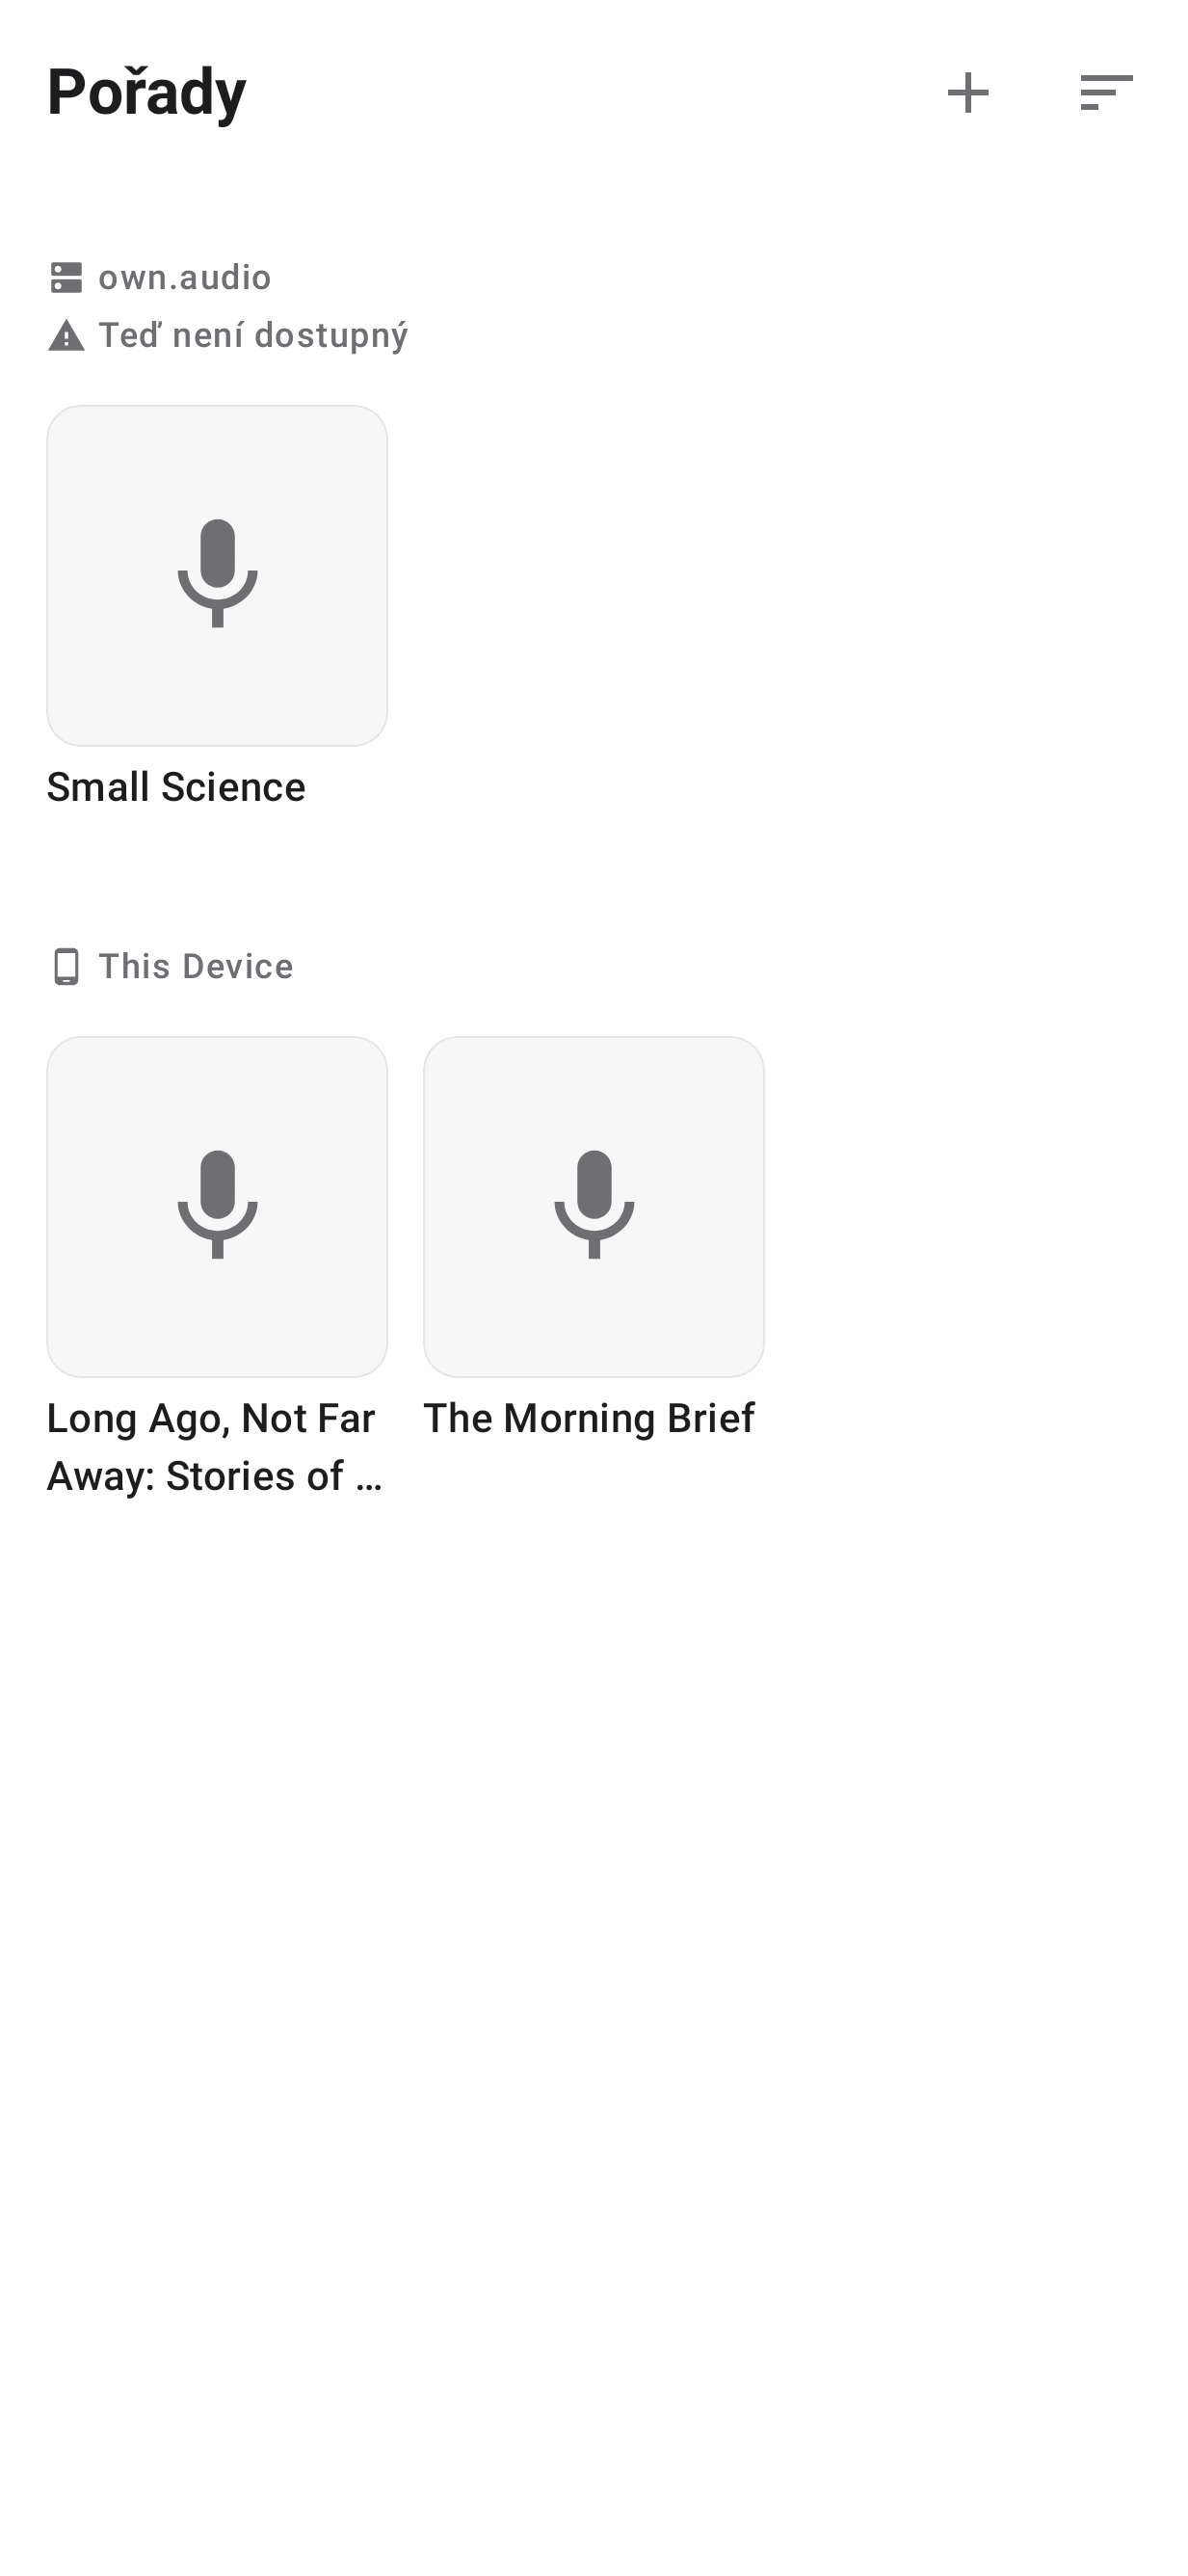 Pořady
own.audio
Teď není dostupný
Small Science
This Device
Long Ago, Not Far
Away: Stories of …
The Morning Brief